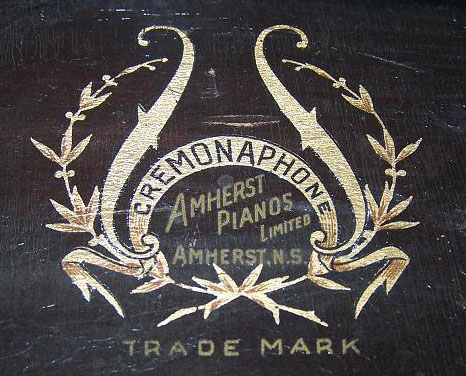 CREMONAPHONE
AMHERST
PIANOS
LIMITED
AMHERST, N.S.
TRADE MARK